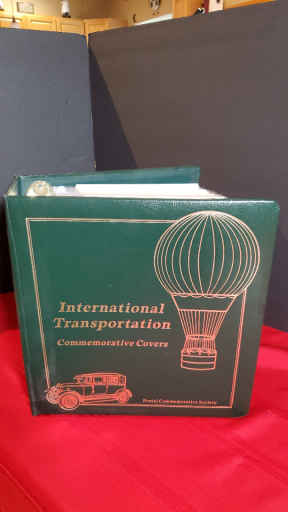 International
Transportation
Commemorative Covers
Postal Commemorative Society